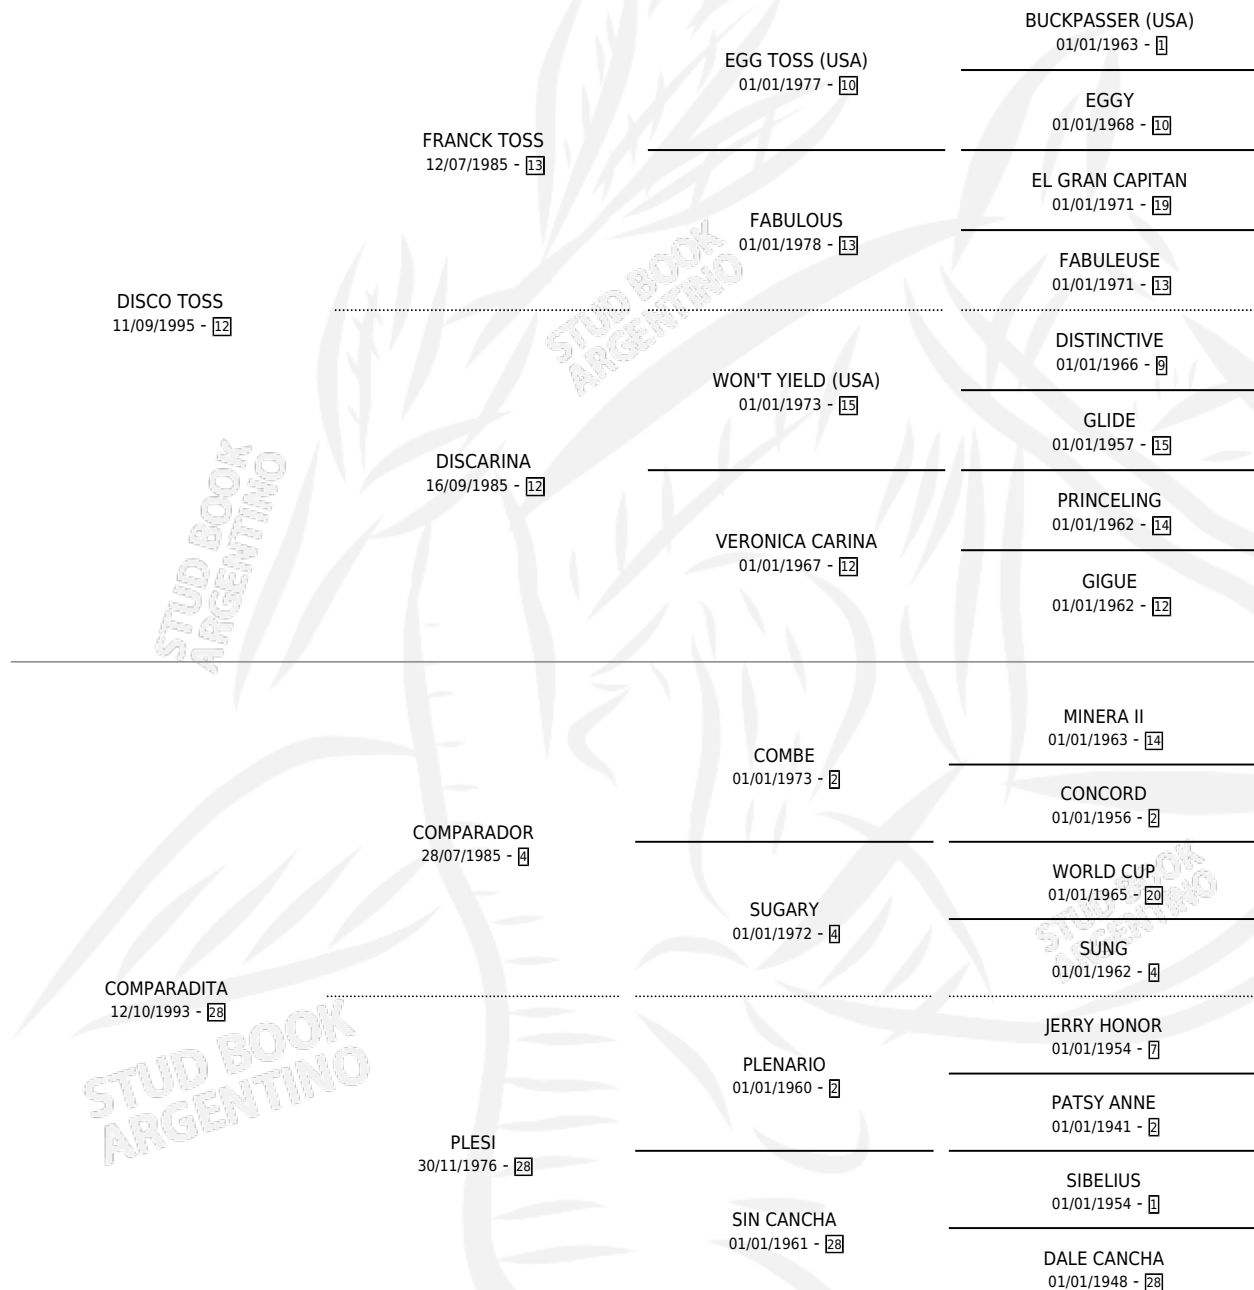 BUCKPASSER (USA)
01/01/1963 - 1
EGG TOSS (USA)
01/01/1977 - 10
EGGY
01/01/1968 - 10
FRANCK TOSS
12/07/1985 - 13
EL GRAN CAPITAN
01/01/1971 - 19
FABULOUS
01/01/1978 - 13
FABULEUSE
01/01/1971 - 13
DISCO TOSS
11/09/1995 - 12
DISTINCTIVE
01/01/1966 - 9
WON'T YIELD (USA)
01/01/1973 - 15
GLIDE
01/01/1957 - 15
DISCARINA
16/09/1985 - 12
PRINCELING
01/01/1962 - 14
VERONICA CARINA
01/01/1967 - 12
GIGUE
01/01/1962 - 12
MINERA II
01/01/1963 - 14
COMBE
01/01/1973 - 2
CONCORD
01/01/1956 - 2
COMPARADOR
28/07/1985 - 4
WORLD CUP
01/01/1965 - 20
SUGARY
01/01/1972 - 4
SUNG
01/01/1962 - 4
COMPARADITA
12/10/1993 - 28
JERRY HONOR
01/01/1954 - 7
PLENARIO
01/01/1960 - 2
PATSY ANNE
01/01/1941 - 2
PLESI
30/11/1976 - 28
SIBELIUS
01/01/1954 - 1
SIN CANCHA
01/01/1961 - 28
DALE CANCHA
01/01/1948 - 28
STUD BOOK
ARGENTINO
STUD BOOK
ARGENTINO
STUD BOOK
ARGENTINO
STUD BOOK
ARGENTINO